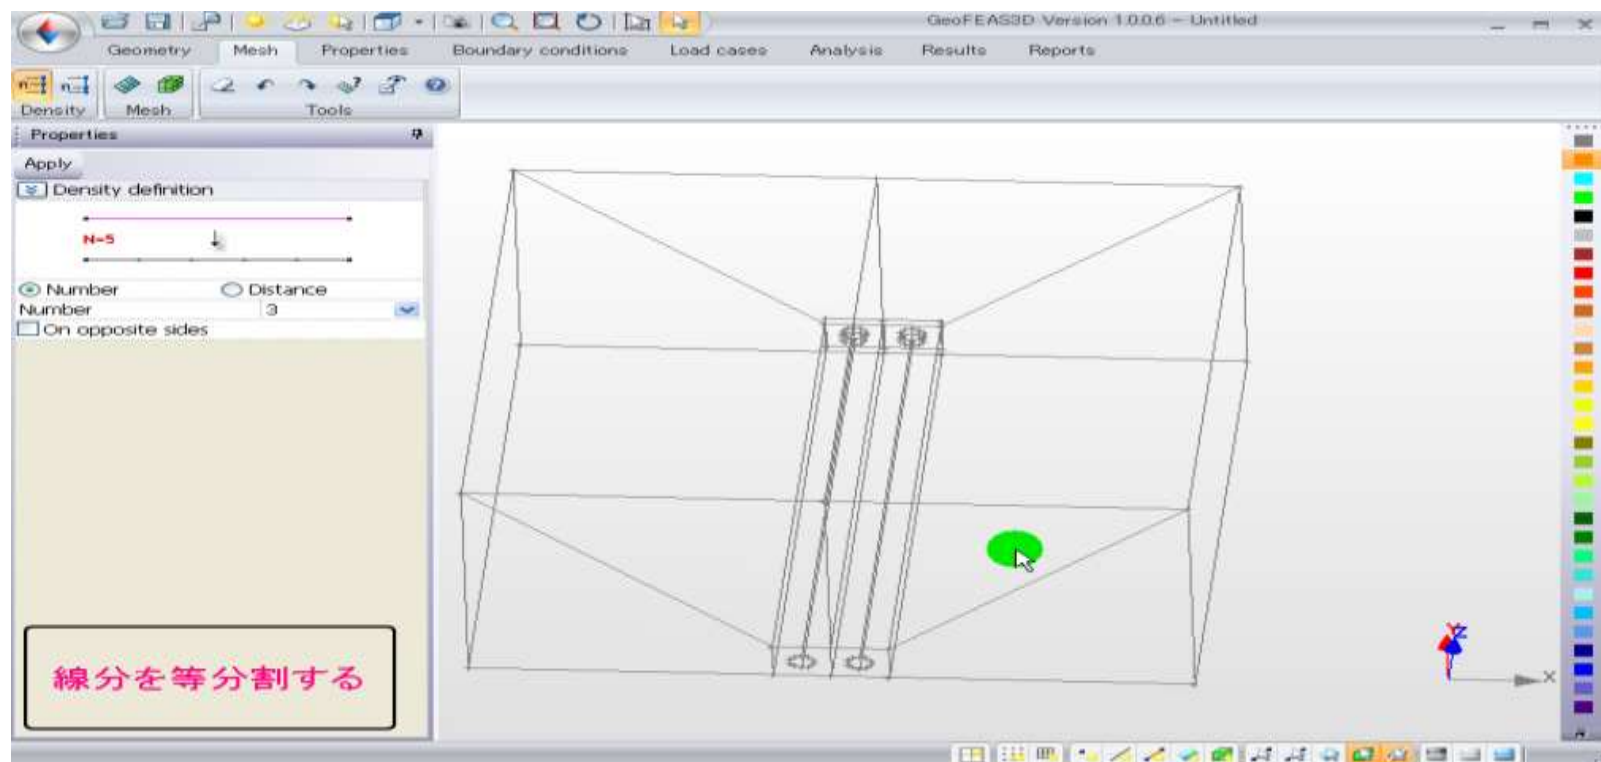 GeoFEAS3D Version 1.0.0.6 - Untitled
Geometry Mesh Properties Boundary conditions Load cases Analysis Results Reports
Density Mesh Tools
Properties
Apply
Density definition
N=5
Number Distance
Number 3
On opposite sides
線分を等分割する
Y Z X